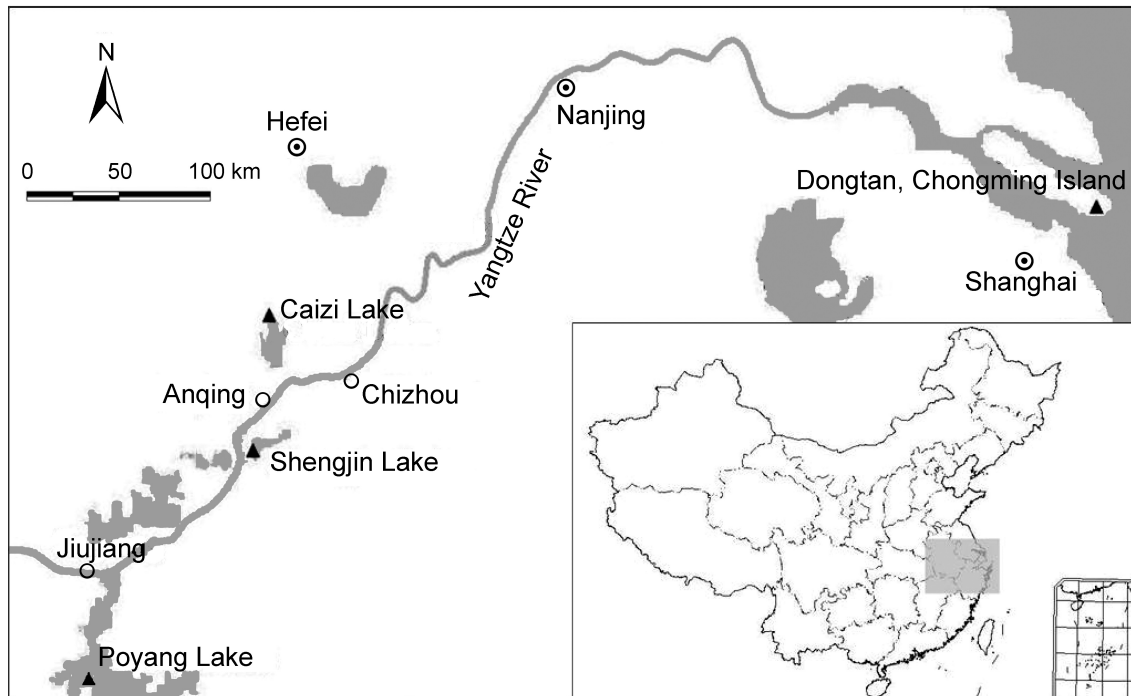 N
Nanjing
Hefei
0 50 100 km
Dongtan, Chongming Island
Yangtze River
Shanghai
Caizi Lake
Anqing
Chizhou
Shengjin Lake
Jiujiang
Poyang Lake